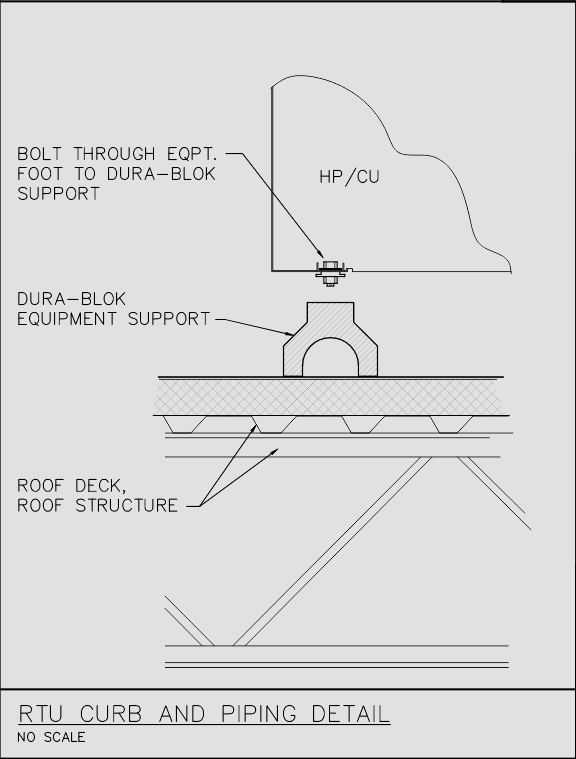 BOLT THROUGH EQPT.
FOOT TO DURA-BLOK
SUPPORT
HP/CU
DURA-BLOK
EQUIPMENT SUPPORT
ROOF DECK,
ROOF STRUCTURE
RTU CURB AND PIPING DETAIL
NO SCALE